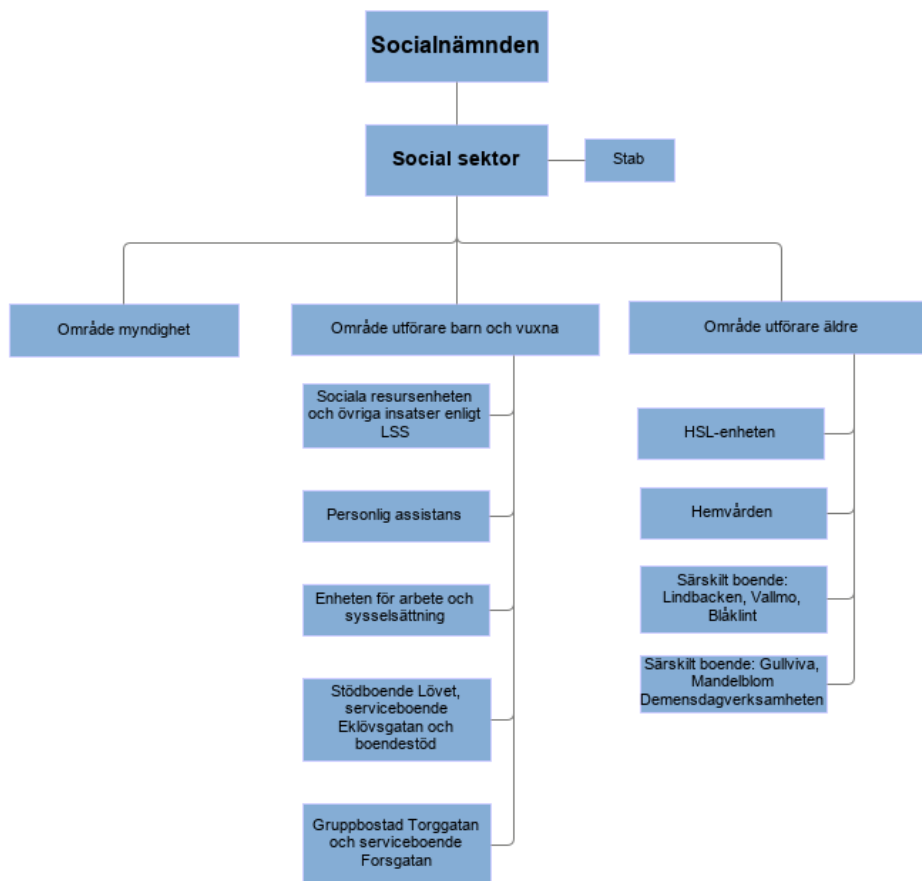 Socialnämnden
Social sektor
Stab
Område myndighet
Område utförare barn och vuxna
Område utförare äldre
Sociala resursenheten
och övriga insatser enligt
LSS
Personlig assistans
Enheten för arbete och
sysselsättning
Stödboende Lövet,
serviceboende
Eklövsgatan och
boendestöd
Gruppbostad Torggatan
och serviceboende
Forsgatan
HSL-enheten
Hemvården
Särskilt boende:
Lindbacken, Vallmo,
Blåklint
Särskilt boende: Gullviva,
Mandelblom
Demensdagverksamheten